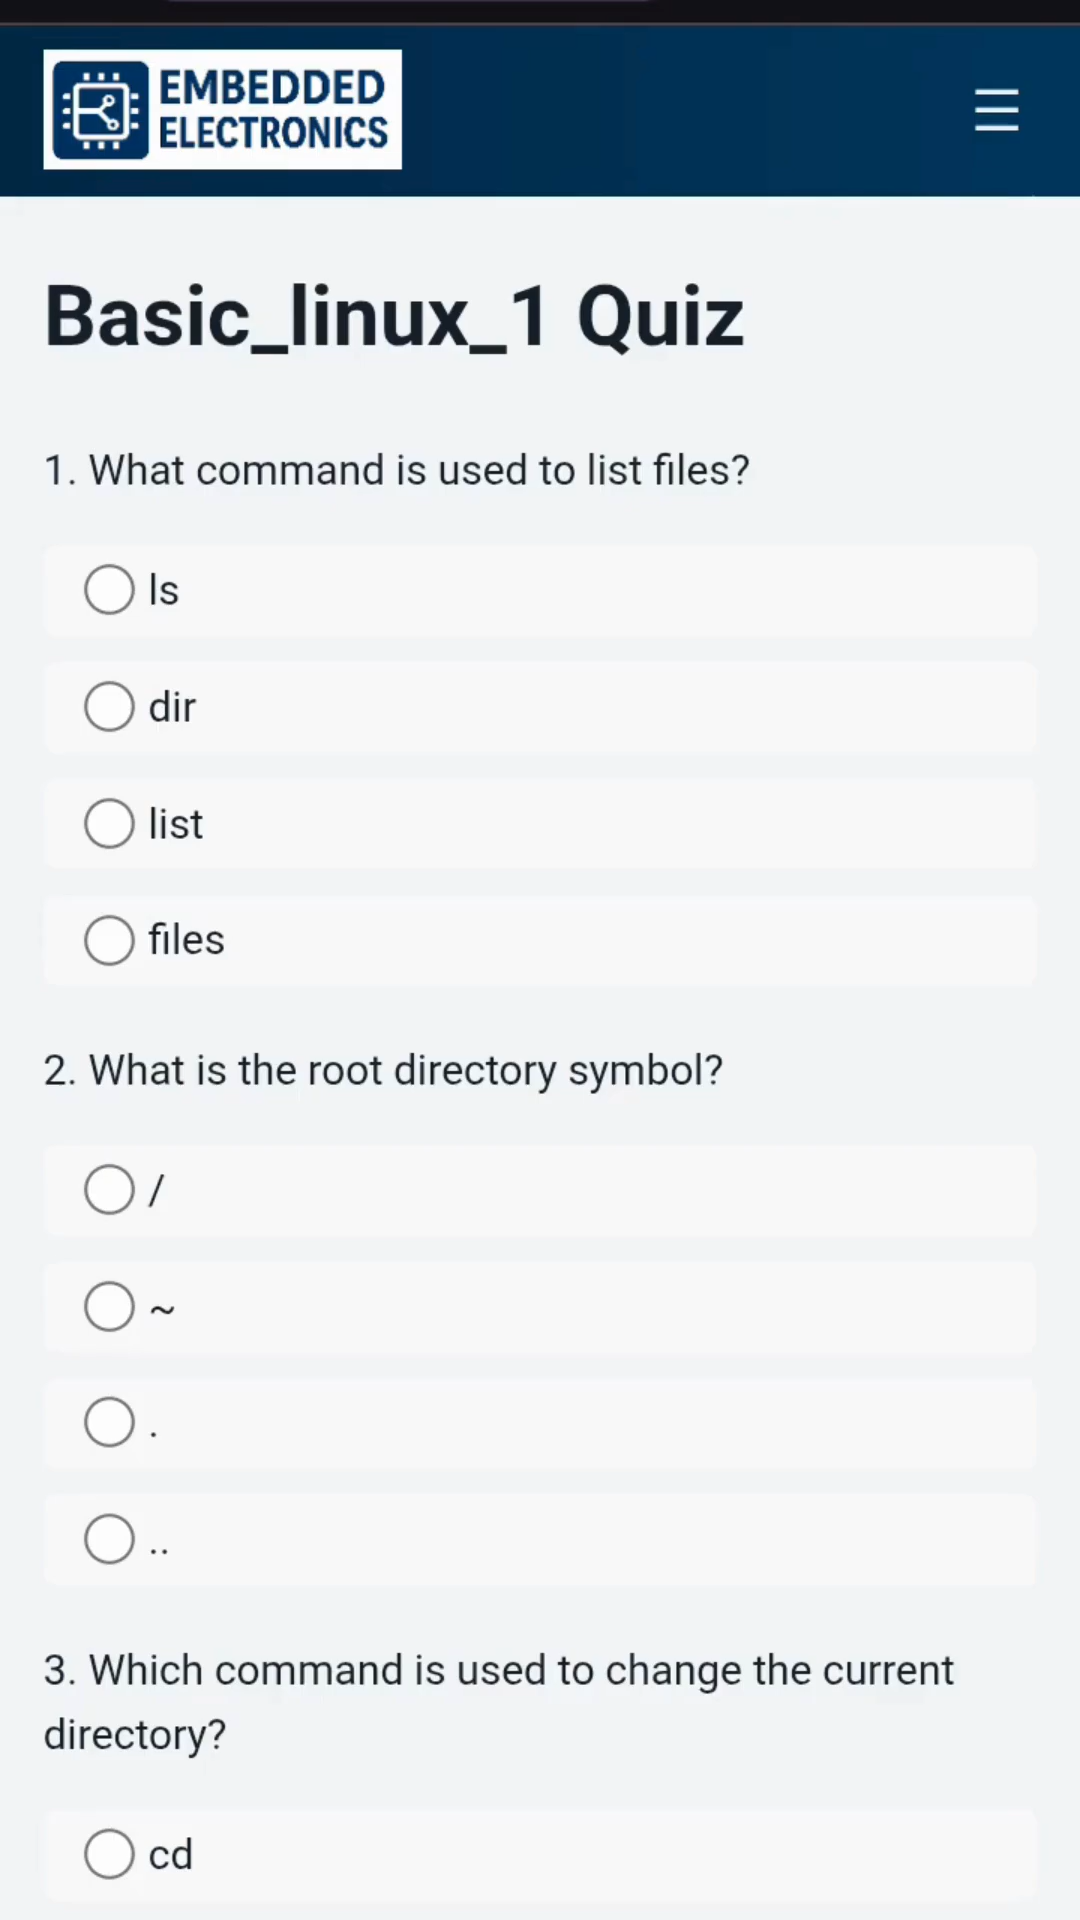 EMBEDDED
ELECTRONICS
Basic_linux_1 Quiz
1. What command is used to list files?
ls
dir
list
files
2. What is the root directory symbol?
/
~
.
..
3. Which command is used to change the current
directory?
cd